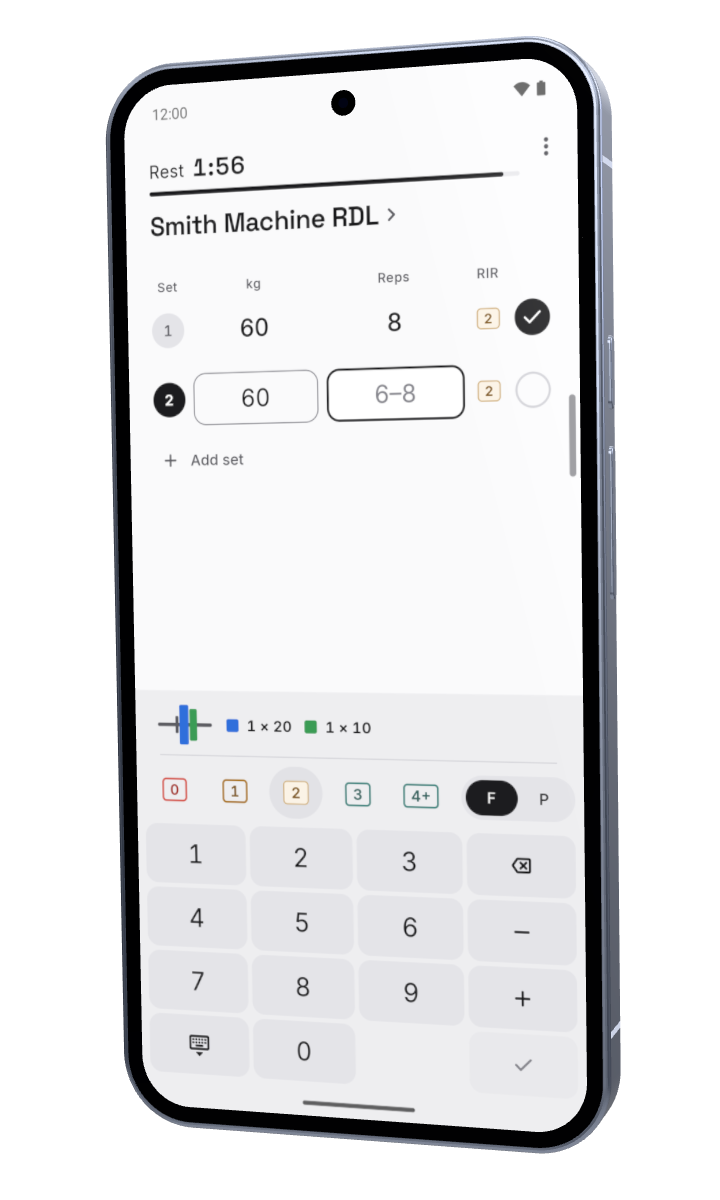 12:00
Rest 1:56
Smith Machine RDL
Set kg Reps RIR
1 60 8 2
2 60 6–8 2
+ Add set
1 × 20 1 × 10
0 1 2 3 4+ F P
1 2 3
4 5 6 −
7 8 9 +
0